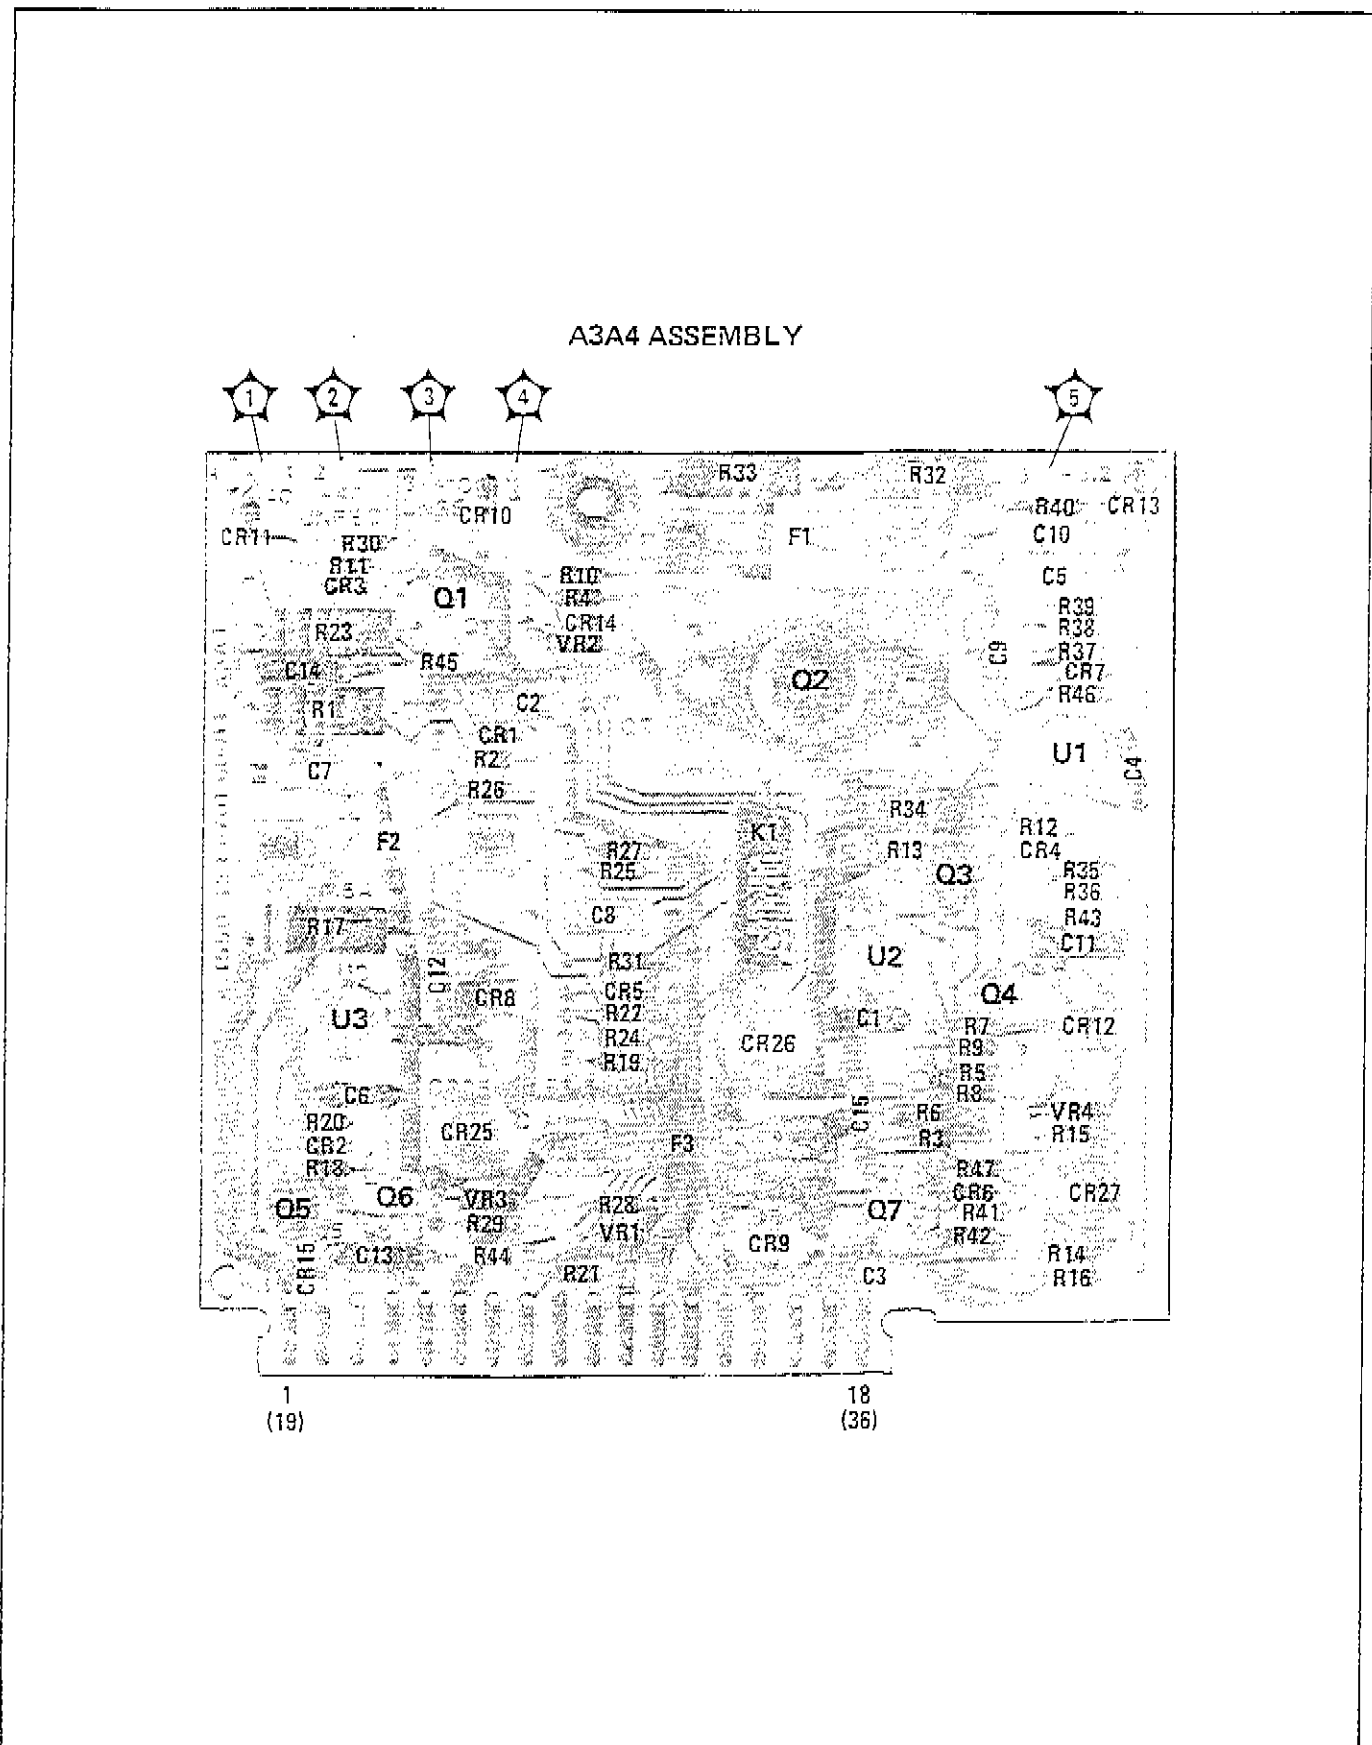 A3A4 ASSEMBLY
1 2 3 4 5
R33 R32
CR10 R40 CR13
CR11 R30 F1 C10
R11 R10 C5
CR3 Q1 R4 R39
R23 CR14 R38
VR2 C9 R37
C14 R45 Q2 CR7
R1 C2 R46
CR1 U1
R2 C4
C7 R26
R34
F2 K1 R12
R27 R13 CR4
R25 Q3 R35
R36
R17 C8 R43
C11
C12 R31 U2
CR8 CR5 Q4
U3 R22 C1 R7 CR12
R24 CR26 R9
R19 R5
C6 R8
R20 C15 R6 VR4
CR2 CR25 F3 R3 R15
R18 R47
Q5 Q6 VR3 R28 Q7 CR6 CR27
R29 VR1 R41
C13 R44 CR9 R42 R14
CR15 R21 C3 R16
1 18
(19) (36)